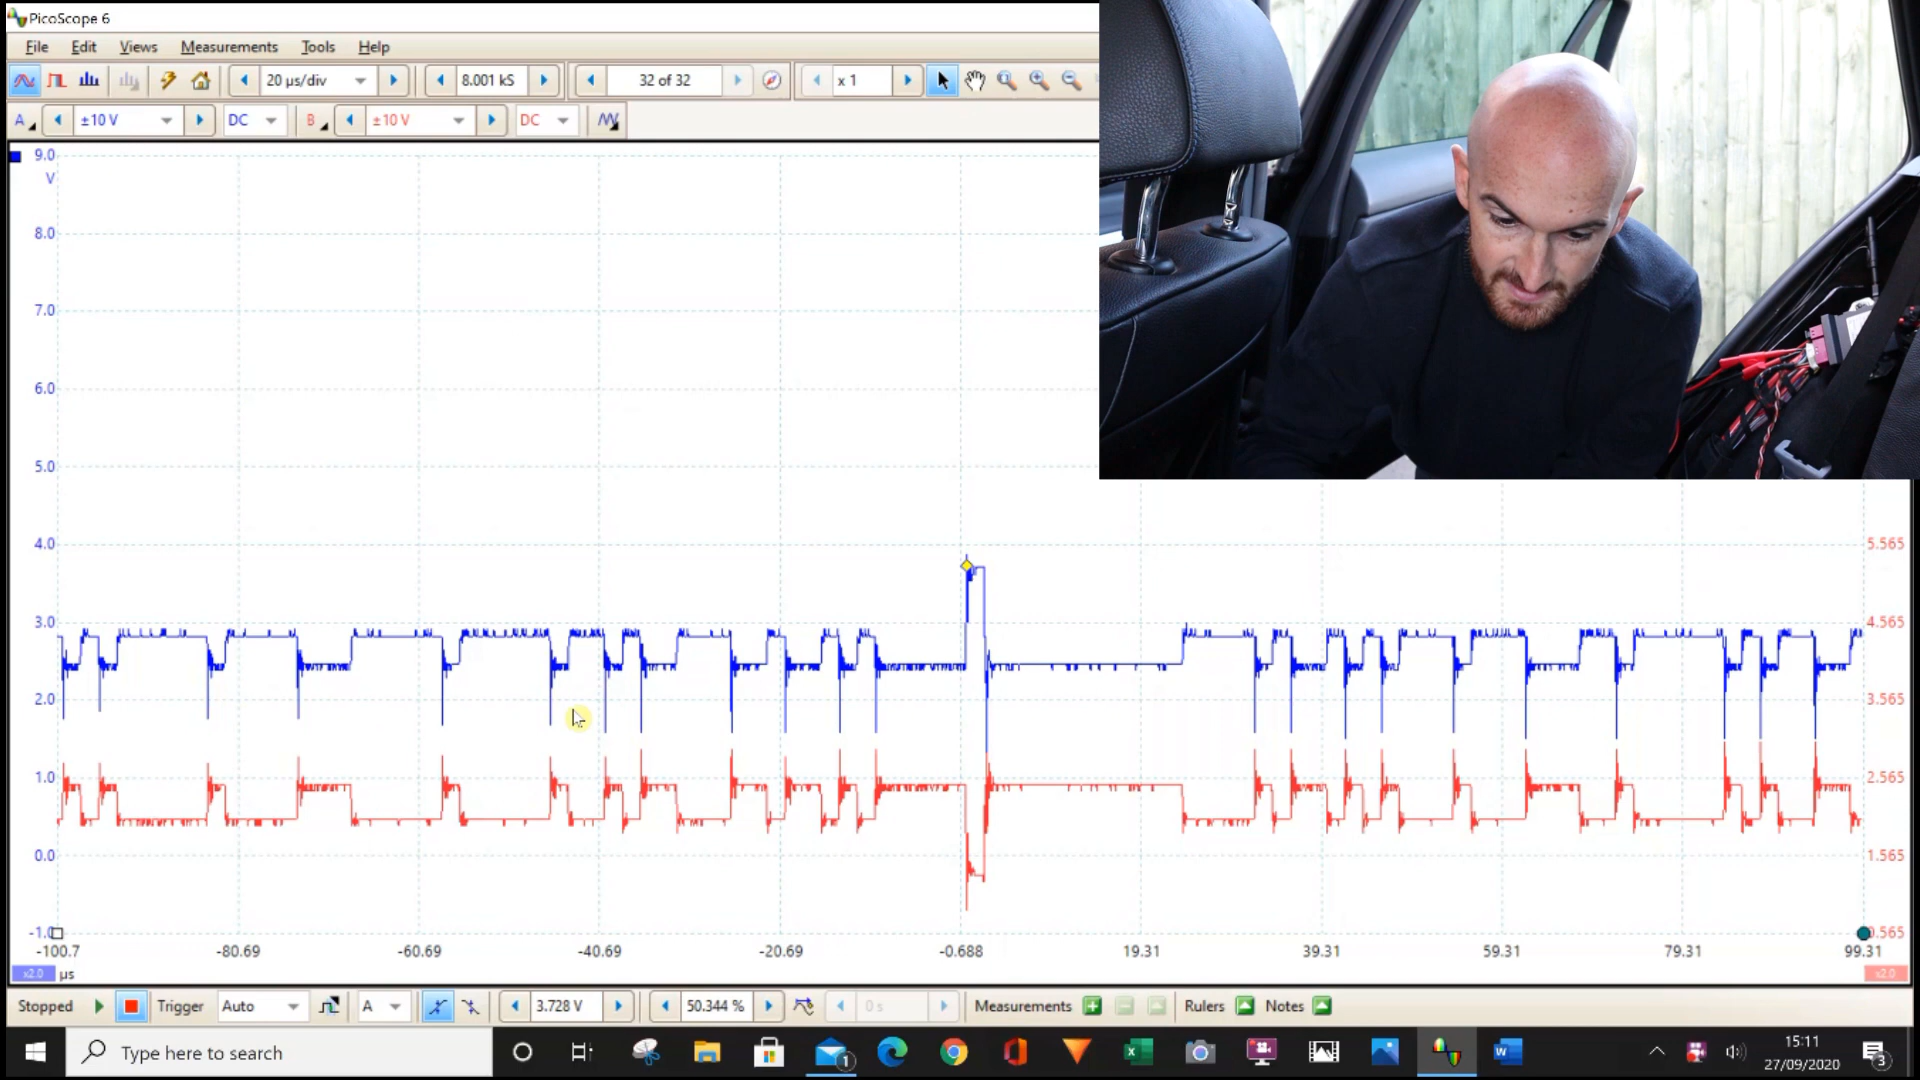 PicoScope 6
File Edit Views Measurements Tools Help
20 µs/div 8.001 kS 32 of 32 x 1
A ±10 V DC B ±10 V DC
9.0
V
8.0
7.0
6.0
5.0
4.0 5.565
3.0 4.565
2.0 3.565
1.0 2.565
0.0 1.565
-1.0 0.565
-100.7 -80.69 -60.69 -40.69 -20.69 -0.688 19.31 39.31 59.31 79.31 99.31
x2.0 µs x2.0
Stopped Trigger Auto A 3.728 V 50.344 % 0 s Measurements Rulers Notes
Type here to search 1 15:11
27/09/2020 3